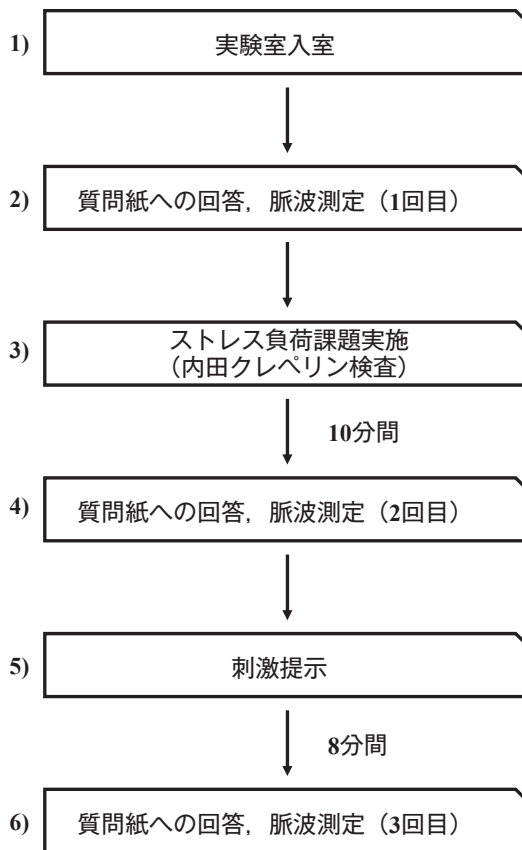 1) 実験室入室
2) 質問紙への回答，脈波測定（1回目）
3) ストレス負荷課題実施
（内田クレペリン検査）
10分間
4) 質問紙への回答，脈波測定（2回目）
5) 刺激提示
8分間
6) 質問紙への回答，脈波測定（3回目）